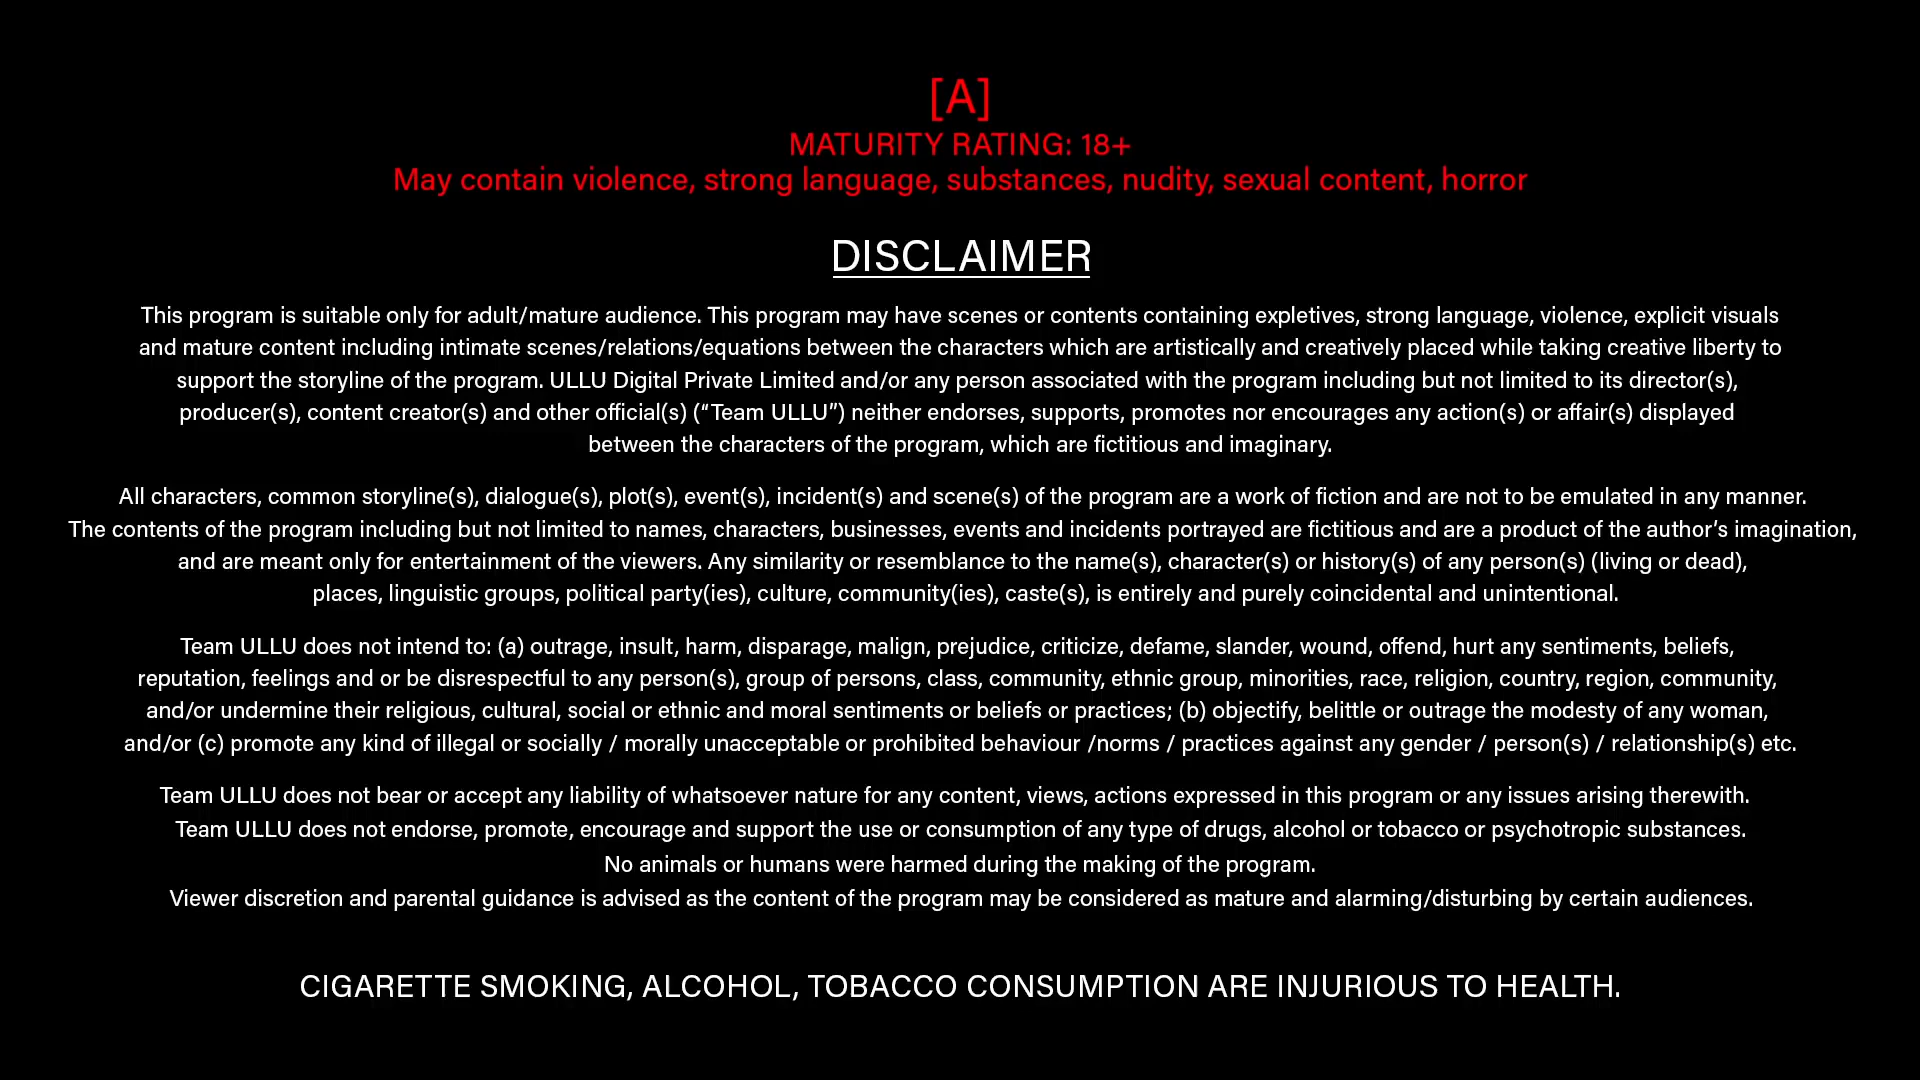 [A]
MATURITY RATING: 18+
May contain violence, strong language, substances, nudity, sexual content, horror
DISCLAIMER
This program is suitable only for adult/mature audience. This program may have scenes or contents containing expletives, strong language, violence, explicit visuals
and mature content including intimate scenes/relations/equations between the characters which are artistically and creatively placed while taking creative liberty to
support the storyline of the program. ULLU Digital Private Limited and/or any person associated with the program including but not limited to its director(s),
producer(s), content creator(s) and other official(s) (“Team ULLU”) neither endorses, supports, promotes nor encourages any action(s) or affair(s) displayed
between the characters of the program, which are fictitious and imaginary.
All characters, common storyline(s), dialogue(s), plot(s), event(s), incident(s) and scene(s) of the program are a work of fiction and are not to be emulated in any manner.
The contents of the program including but not limited to names, characters, businesses, events and incidents portrayed are fictitious and are a product of the author’s imagination,
and are meant only for entertainment of the viewers. Any similarity or resemblance to the name(s), character(s) or history(s) of any person(s) (living or dead),
places, linguistic groups, political party(ies), culture, community(ies), caste(s), is entirely and purely coincidental and unintentional.
Team ULLU does not intend to: (a) outrage, insult, harm, disparage, malign, prejudice, criticize, defame, slander, wound, offend, hurt any sentiments, beliefs,
reputation, feelings and or be disrespectful to any person(s), group of persons, class, community, ethnic group, minorities, race, religion, country, region, community,
and/or undermine their religious, cultural, social or ethnic and moral sentiments or beliefs or practices; (b) objectify, belittle or outrage the modesty of any woman,
and/or (c) promote any kind of illegal or socially / morally unacceptable or prohibited behaviour /norms / practices against any gender / person(s) / relationship(s) etc.
Team ULLU does not bear or accept any liability of whatsoever nature for any content, views, actions expressed in this program or any issues arising therewith.
Team ULLU does not endorse, promote, encourage and support the use or consumption of any type of drugs, alcohol or tobacco or psychotropic substances.
No animals or humans were harmed during the making of the program.
Viewer discretion and parental guidance is advised as the content of the program may be considered as mature and alarming/disturbing by certain audiences.
CIGARETTE SMOKING, ALCOHOL, TOBACCO CONSUMPTION ARE INJURIOUS TO HEALTH.